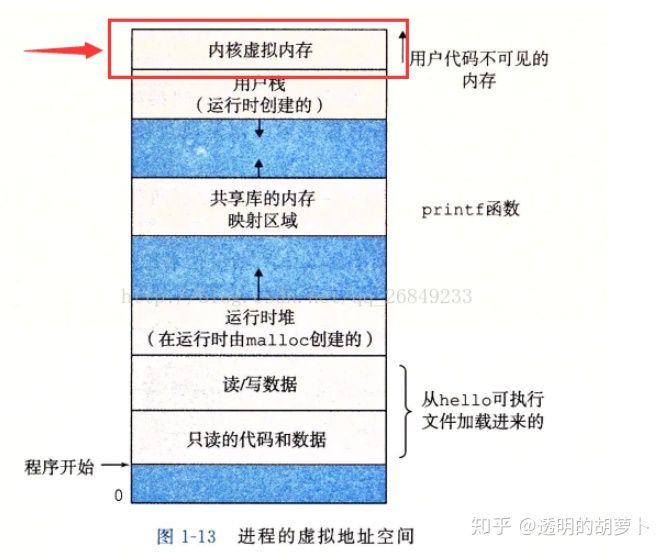 内核虚拟内存
用户代码不可见的
内存
用户栈
（运行时创建的）
共享库的内存
映射区域
printf函数
26849233
运行时堆
（在运行时由malloc创建的）
读/写数据
从hello可执行
文件加载进来的
只读的代码和数据
程序开始
0
图 1-13 进程的虚拟地址空间
知乎 @透明的胡萝卜